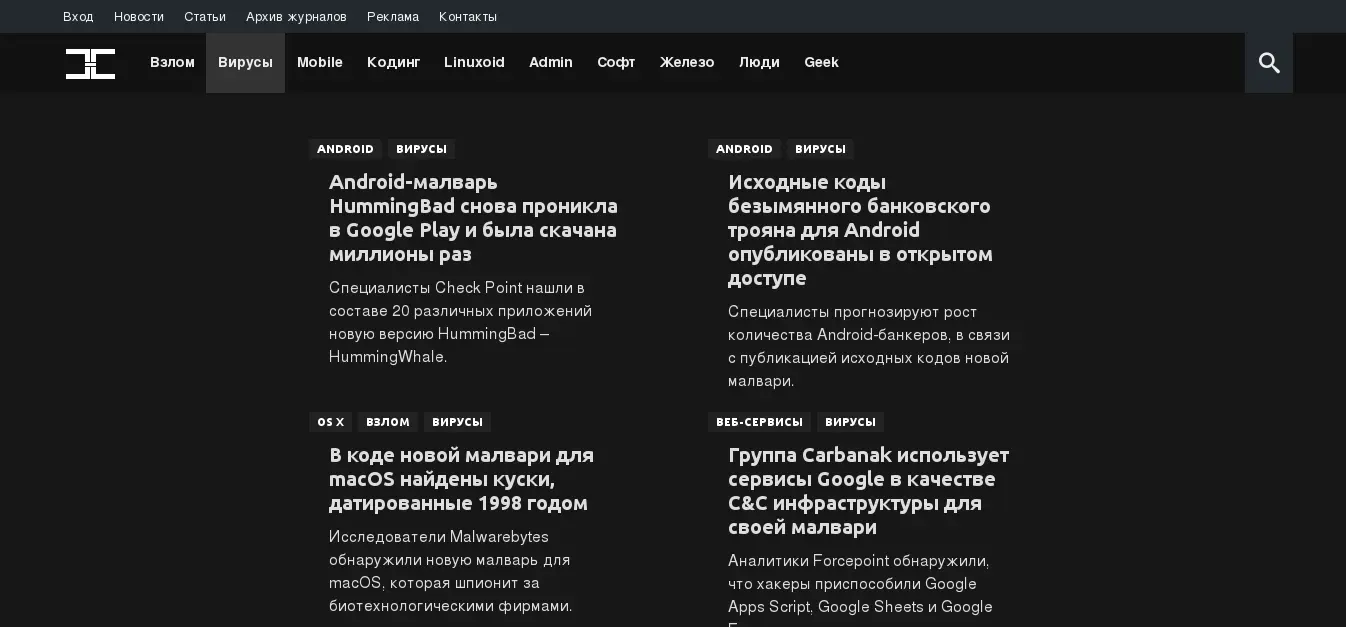 Вход Новости Статьи Архив журналов Реклама Контакты
Взлом Вирусы Mobile Кодинг Linuxoid Admin Софт Железо Люди Geek
ANDROID ВИРУСЫ
Android-малварь
HummingBad снова проникла
в Google Play и была скачана
миллионы раз
Специалисты Check Point нашли в
составе 20 различных приложений
новую версию HummingBad –
HummingWhale.
ANDROID ВИРУСЫ
Исходные коды
безымянного банковского
трояна для Android
опубликованы в открытом
доступе
Специалисты прогнозируют рост
количества Android-банкеров, в связи
с публикацией исходных кодов новой
малвари.
OS X ВЗЛОМ ВИРУСЫ
В коде новой малвари для
macOS найдены куски,
датированные 1998 годом
Исследователи Malwarebytes
обнаружили новую малварь для
macOS, которая шпионит за
биотехнологическими фирмами.
ВЕБ-СЕРВИСЫ ВИРУСЫ
Группа Carbanak использует
сервисы Google в качестве
C&C инфраструктуры для
своей малвари
Аналитики Forcepoint обнаружили,
что хакеры приспособили Google
Apps Script, Google Sheets и Google